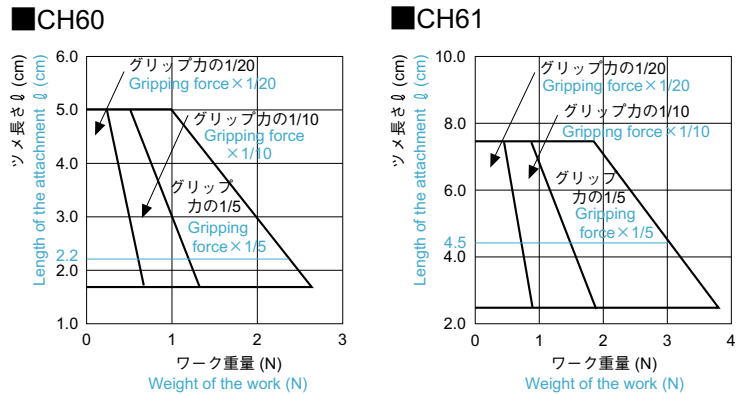 ■CH60
ツメ長さℓ (cm)
Length of the attachment ℓ (cm)
6.0
5.0
4.0
3.0
2.2
2.0
1.0
グリップ力の1/20
Gripping force×1/20
グリップ力の1/10
Gripping force
×1/10
グリップ
力の1/5
Gripping
force×1/5
0 1 2 3
ワーク重量 (N)
Weight of the work (N)
■CH61
ツメ長さℓ (cm)
Length of the attachment ℓ (cm)
10.0
8.0
6.0
4.5
4.0
2.0
グリップ力の1/20
Gripping force×1/20
グリップ力の1/10
Gripping force×1/10
グリップ
力の1/5
Gripping
force×1/5
0 1 2 3 4
ワーク重量 (N)
Weight of the work (N)